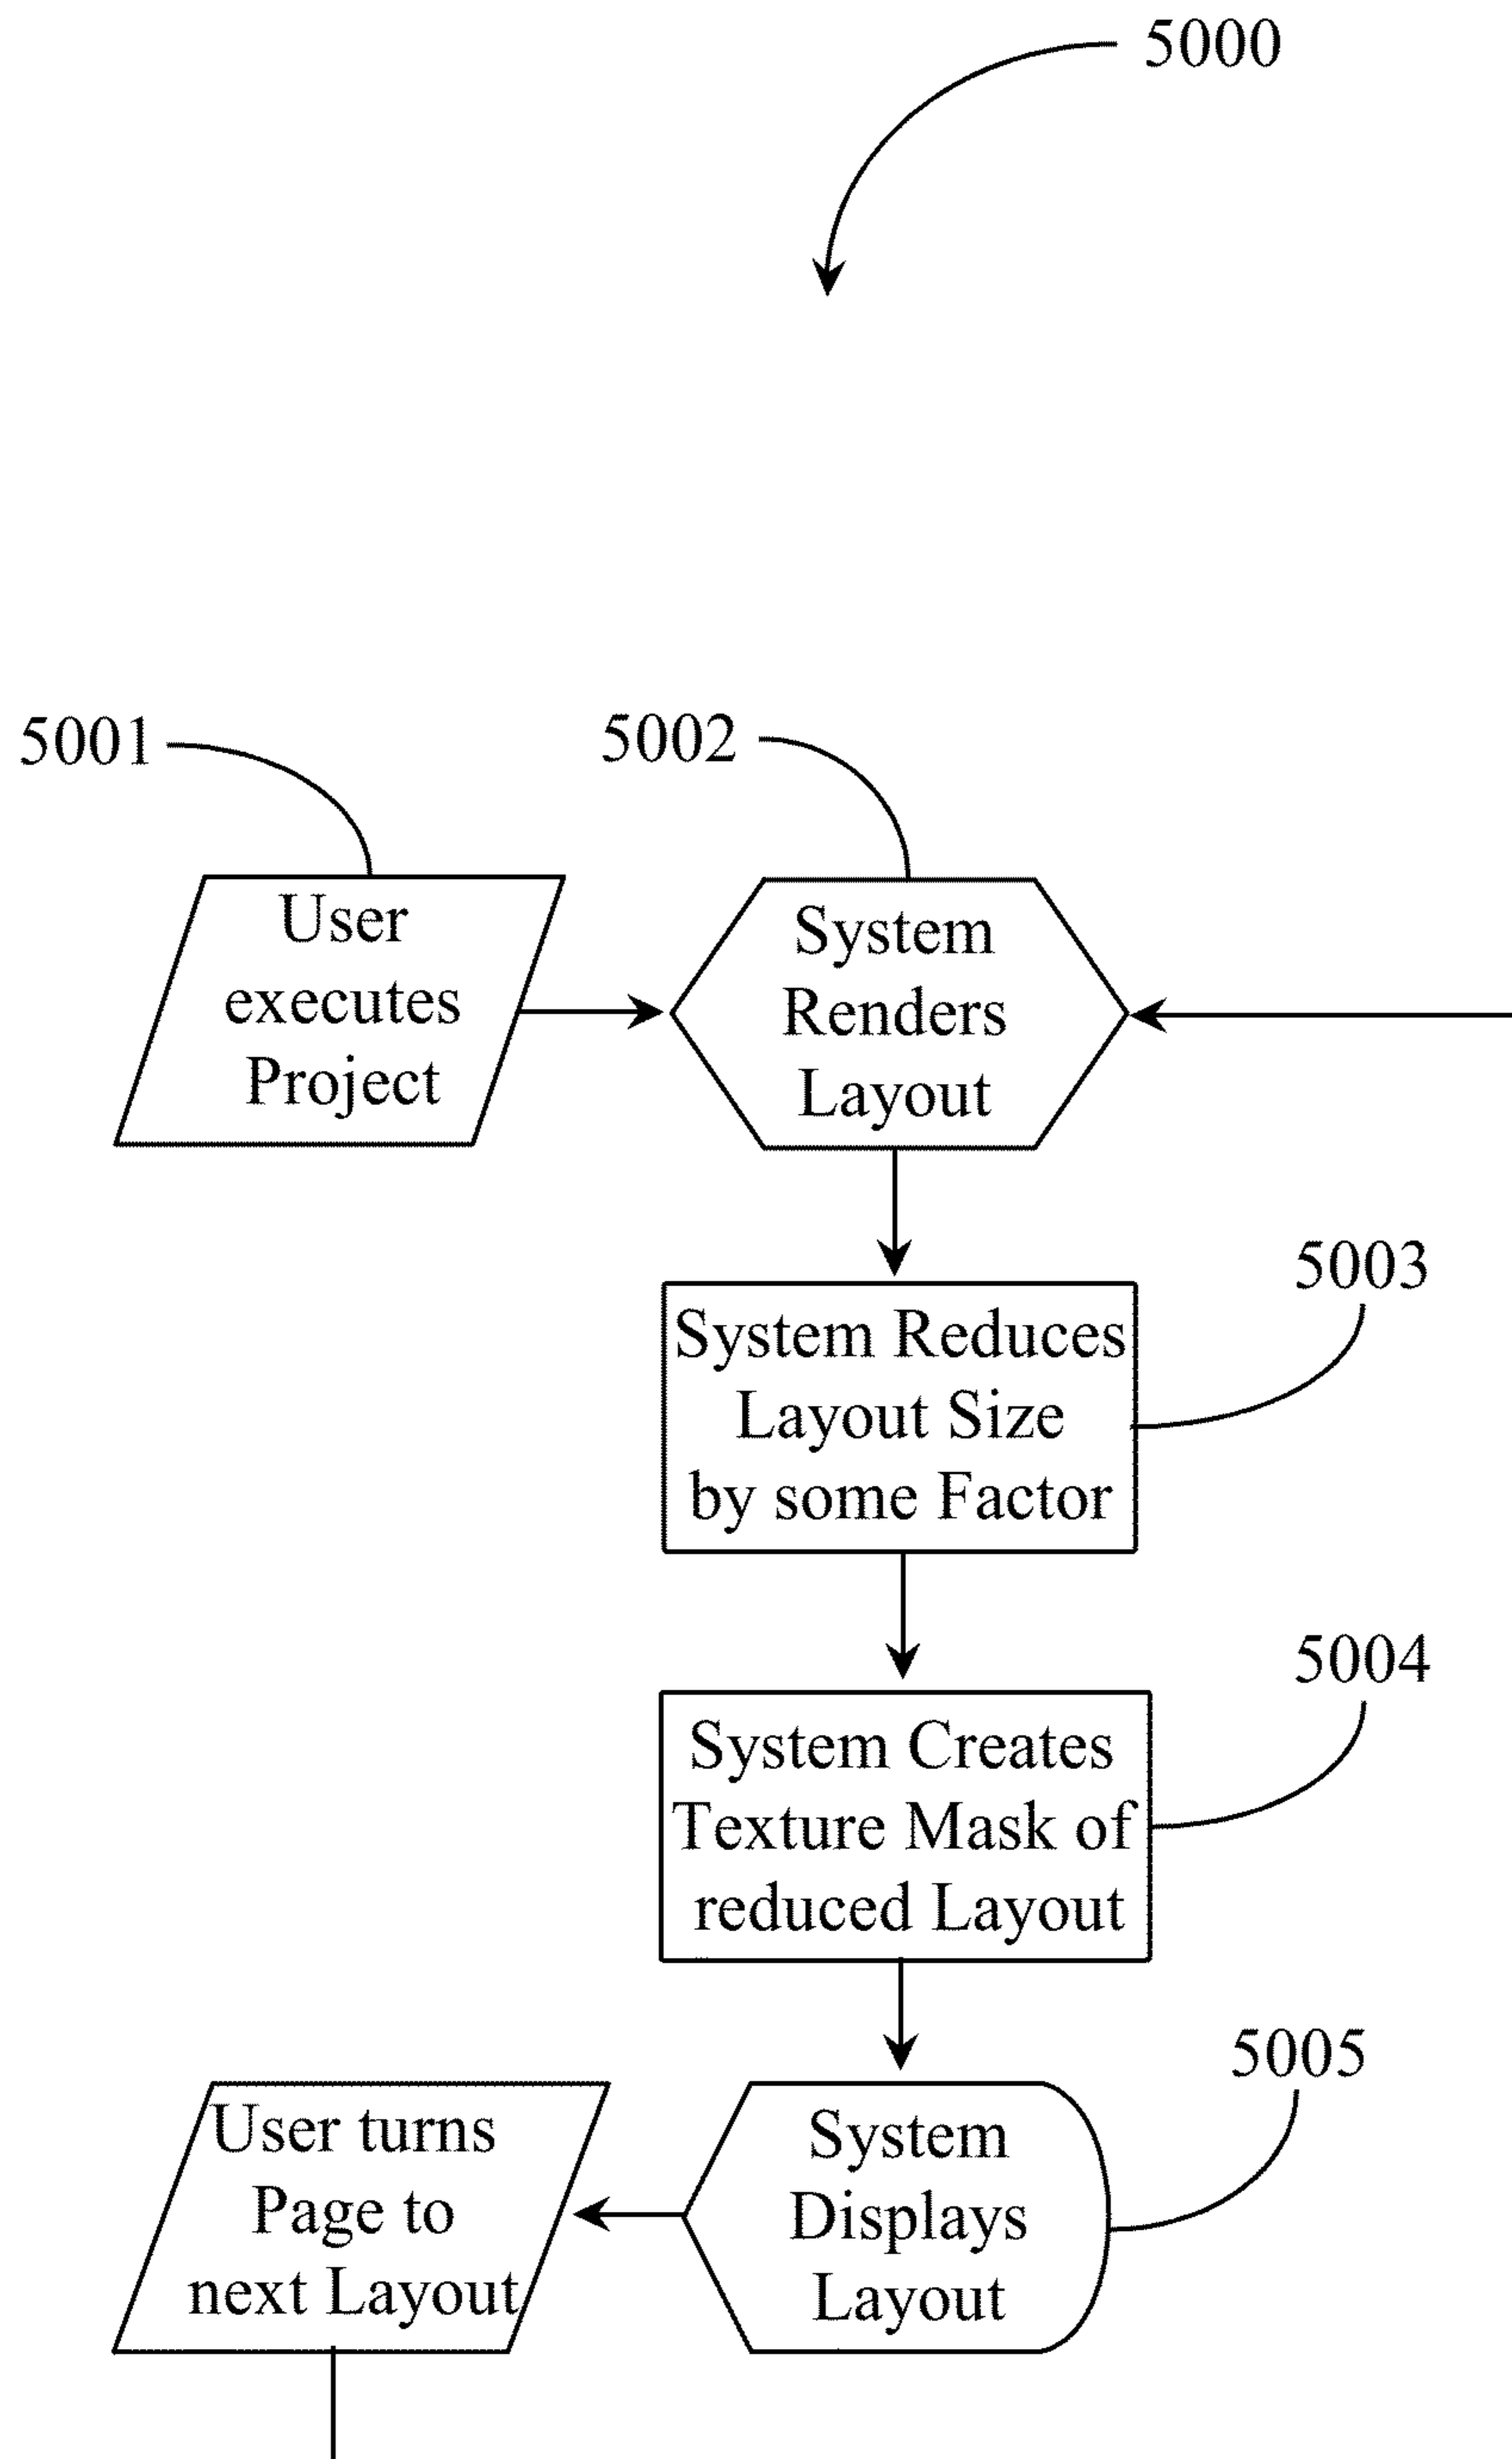 5000
5001
5002
User
executes
Project
System
Renders
Layout
5003
System Reduces
Layout Size
by some Factor
5004
System Creates
Texture Mask of
reduced Layout
5005
System
Displays
Layout
User turns
Page to
next Layout